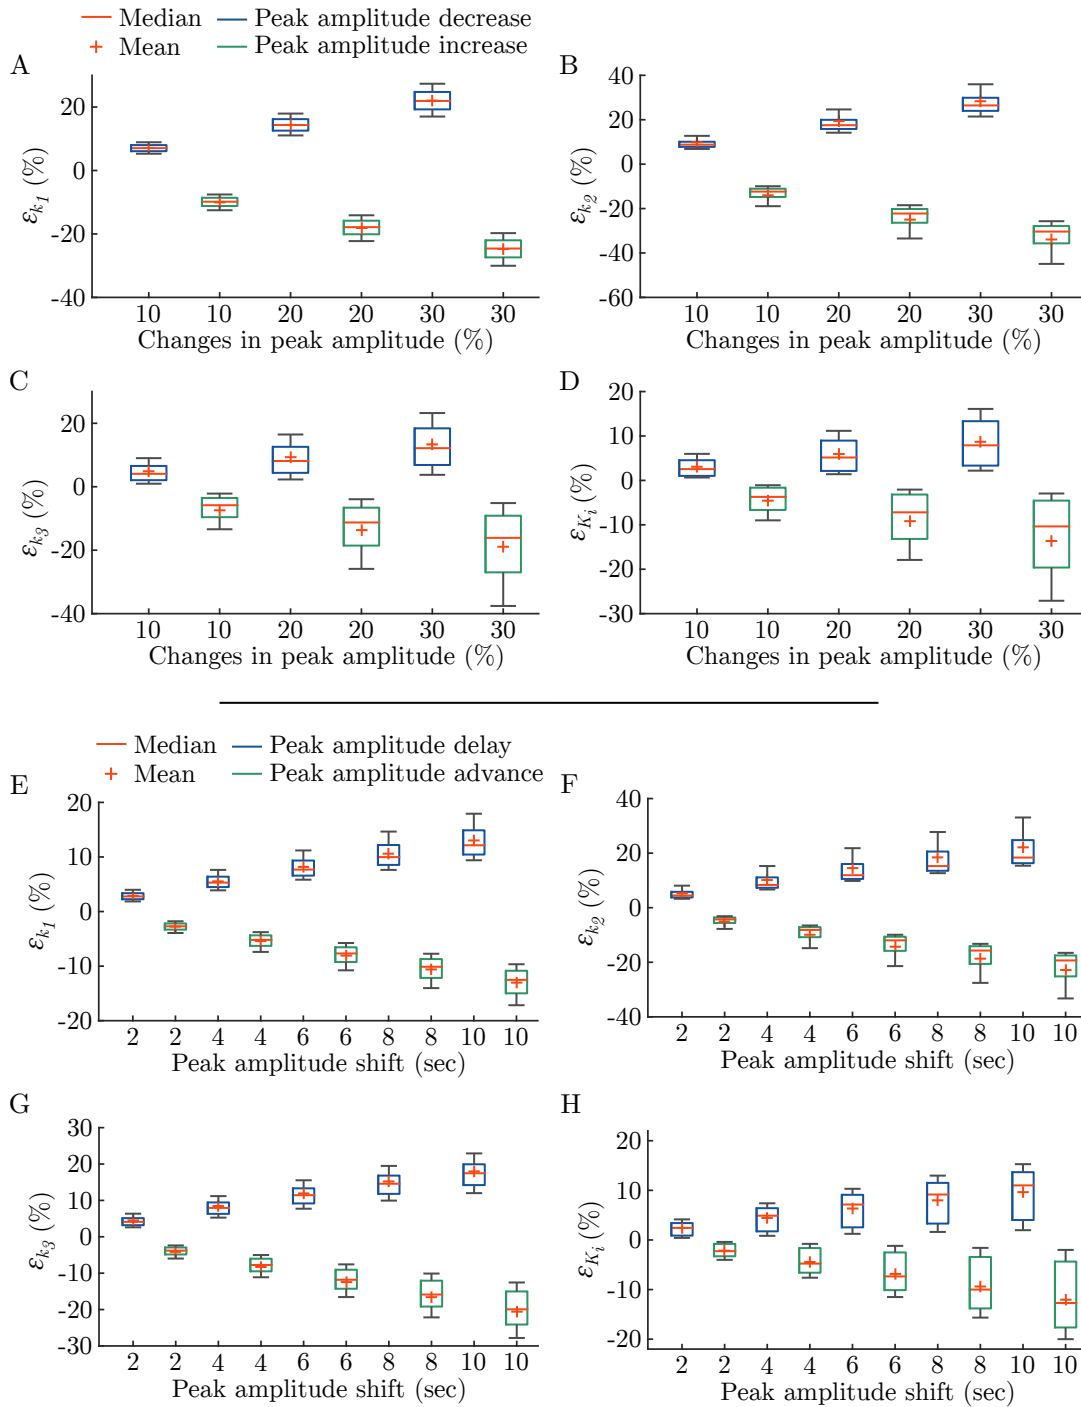 Median Peak amplitude decrease
Mean Peak amplitude increase
A
20
0
-20
-40
εk1 (%)
10 10 20 20 30 30
Changes in peak amplitude (%)
B
40
20
0
-20
-40
-60
εk2 (%)
10 10 20 20 30 30
Changes in peak amplitude (%)
C
20
0
-20
-40
εk3 (%)
10 10 20 20 30 30
Changes in peak amplitude (%)
D
20
10
0
-10
-20
-30
εKi (%)
10 10 20 20 30 30
Changes in peak amplitude (%)
Median Peak amplitude delay
Mean Peak amplitude advance
E
20
10
0
-10
-20
εk1 (%)
2 2 4 4 6 6 8 8 10 10
Peak amplitude shift (sec)
F
40
20
0
-20
-40
εk2 (%)
2 2 4 4 6 6 8 8 10 10
Peak amplitude shift (sec)
G
30
20
10
0
-10
-20
-30
εk3 (%)
2 2 4 4 6 6 8 8 10 10
Peak amplitude shift (sec)
H
20
10
0
-10
-20
εKi (%)
2 2 4 4 6 6 8 8 10 10
Peak amplitude shift (sec)